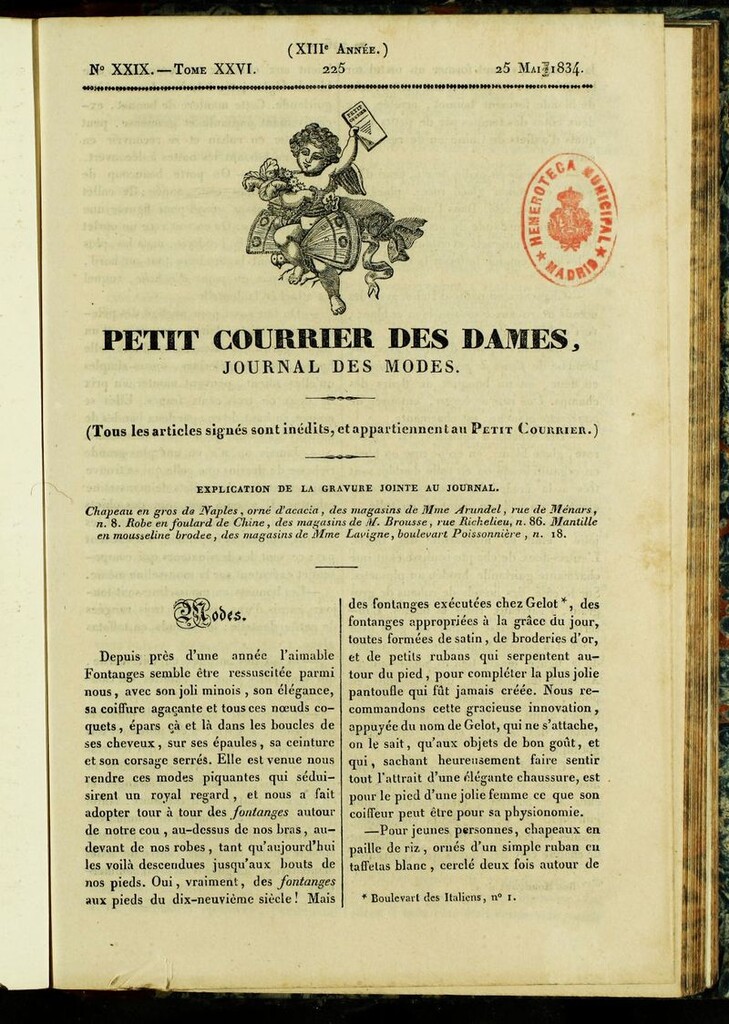 (XIIIe Année.)
No XXIX.—Tome XXVI. 225 25 Mai 1834.
PETIT COURRIER
HEMEROTECA MUNICIPAL
★ MADRID ★
PETIT COURRIER DES DAMES,
JOURNAL DES MODES.
(Tous les articles signés sont inédits, et appartiennent au Petit Courrier.)
EXPLICATION DE LA GRAVURE JOINTE AU JOURNAL.
Chapeau en gros de Naples, orné d'acacia, des magasins de Mme Arundel, rue de Ménars,
n. 8. Robe en foulard de Chine, des magasins de M. Brousse, rue Richelieu, n. 86. Mantille
en mousseline brodee, des magasins de Mme Lavigne, boulevart Poissonnière, n. 18.
Modes.
Depuis près d'une année l'aimable
Fontanges semble être ressuscitée parmi
nous, avec son joli minois, son élégance,
sa coiffure agaçante et tous ces nœuds co-
quets, épars çà et là dans les boucles de
ses cheveux, sur ses épaules, sa ceinture
et son corsage serrés. Elle est venue nous
rendre ces modes piquantes qui sédui-
sirent un royal regard, et nous a fait
adopter tour à tour des fontanges autour
de notre cou, au-dessus de nos bras, au-
devant de nos robes, tant qu'aujourd'hui
les voilà descendues jusqu'aux bouts de
nos pieds. Oui, vraiment, des fontanges
aux pieds du dix-neuvième siècle! Mais
des fontanges exécutées chez Gelot*, des
fontanges appropriées à la grâce du jour,
toutes formées de satin, de broderies d'or,
et de petits rubans qui serpentent au-
tour du pied, pour compléter la plus jolie
pantoufle qui fût jamais créée. Nous re-
commandons cette gracieuse innovation,
appuyée du nom de Gelot, qui ne s'attache,
on le sait, qu'aux objets de bon goût, et
qui, sachant heureusement faire sentir
tout l'attrait d'une élégante chaussure, est
pour le pied d'une jolie femme ce que son
coiffeur peut être pour sa physionomie.
—Pour jeunes personnes, chapeaux en
paille de riz, ornés d'un simple ruban en
taffetas blanc, cerclé deux fois autour de
* Boulevart des Italiens, no 1.